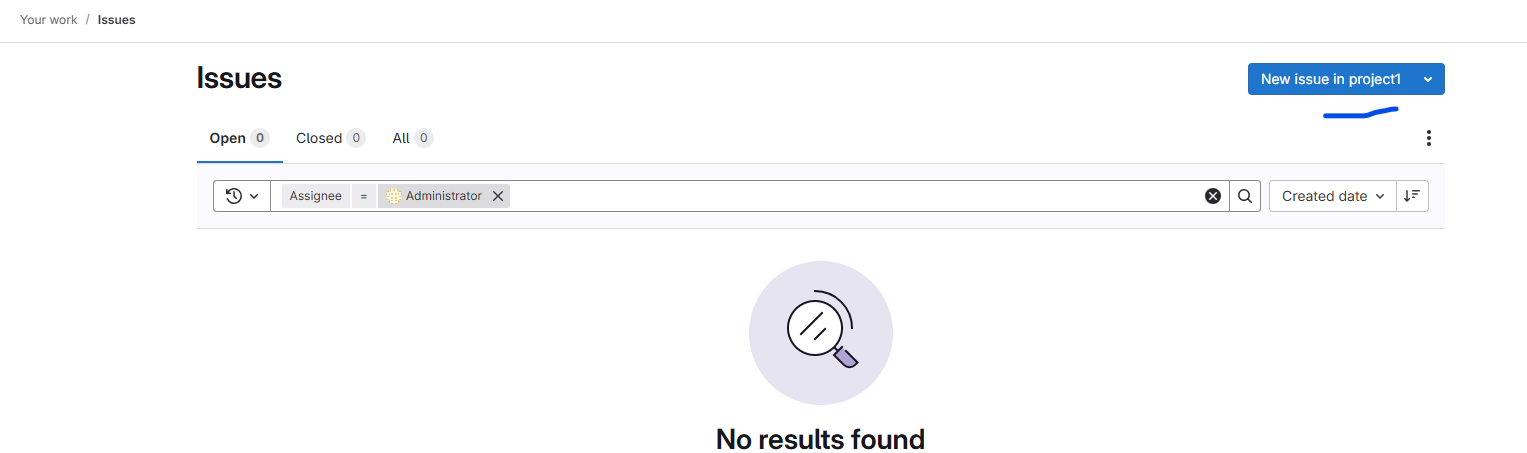 Your work / Issues
Issues
New issue in project1
Open 0 Closed 0 All 0
Assignee = Administrator
Created date
No results found